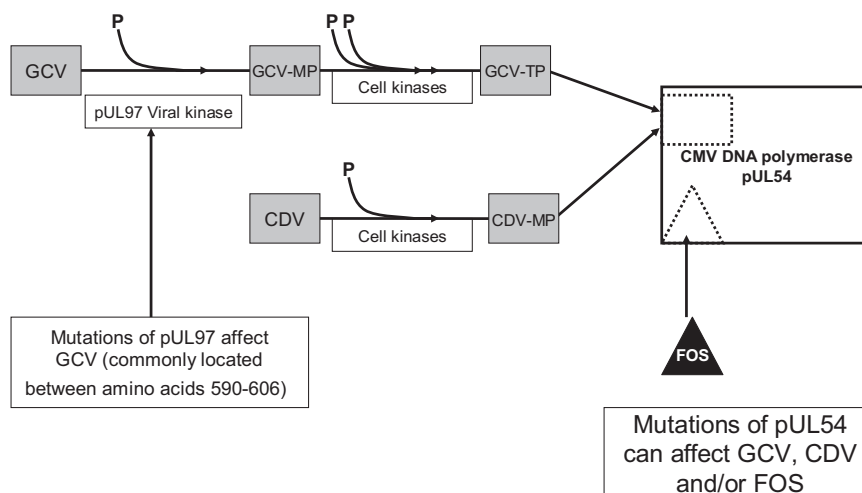 P
P P
GCV
GCV-MP
GCV-TP
Cell kinases
pUL97 Viral kinase
CMV DNA polymerase
pUL54
P
CDV
CDV-MP
Cell kinases
Mutations of pUL97 affect
GCV (commonly located
between amino acids 590-606)
FOS
Mutations of pUL54
can affect GCV, CDV
and/or FOS